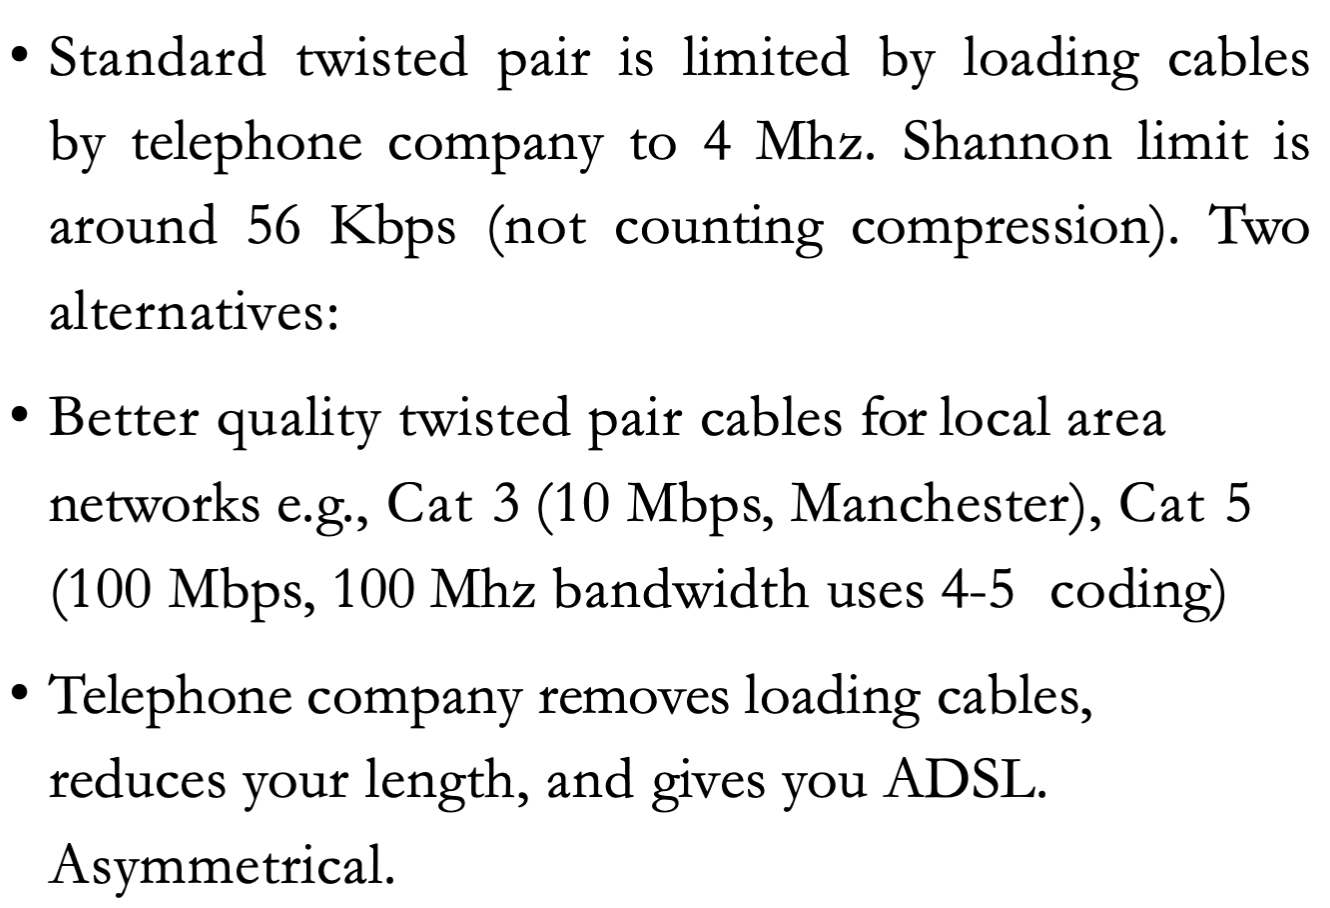 • Standard twisted pair is limited by loading cables
by telephone company to 4 Mhz. Shannon limit is
around 56 Kbps (not counting compression). Two
alternatives:
• Better quality twisted pair cables for local area
networks e.g., Cat 3 (10 Mbps, Manchester), Cat 5
(100 Mbps, 100 Mhz bandwidth uses 4-5 coding)
• Telephone company removes loading cables,
reduces your length, and gives you ADSL.
Asymmetrical.